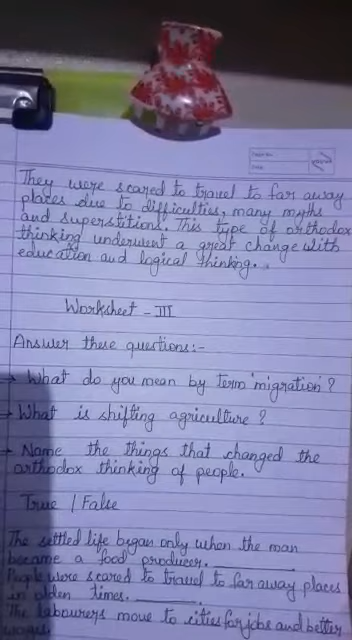 They were scared to travel to far away
places due to difficulties, many myths
and superstitions. This type of orthodox
thinking underwent a great change with
education and logical thinking.
Worksheet - III
Answer these questions:-
→ What do you mean by term 'migration'?
→ What is shifting agriculture?
→ Name the things that changed the
orthodox thinking of people.
True / False
The settled life began only when the man
became a food producer. ________
People were scared to travel to far away places
in olden times. ________
The labourers move to cities for jobs and better
wages.